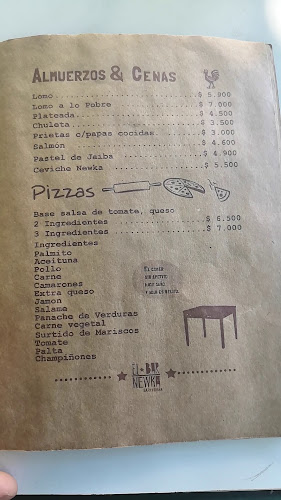 ALMUERZOS & CENAS
Lomo....................$ 5.900
Lomo a lo Pobre.............$ 7.000
Plateada....................$ 4.500
Chuleta.....................$ 3.500
Prietas c/papas cocidas.....$ 3.000
Salmón......................$ 4.600
Pastel de Jaiba.............$ 4.900
Ceviche Newka...............$ 5.500
Pizzas
Base salsa de tomate, queso
2 Ingredientes..............$ 6.500
3 Ingredientes..............$ 7.000
Ingredientes
Palmito
Aceituna
Pollo
Carne
Camarones
Extra queso
Jamon
Salame
Panache de Verduras
Carne vegetal
Surtido de Mariscos
Tomate
Palta
Champiñones
EL BAR
NEWKA